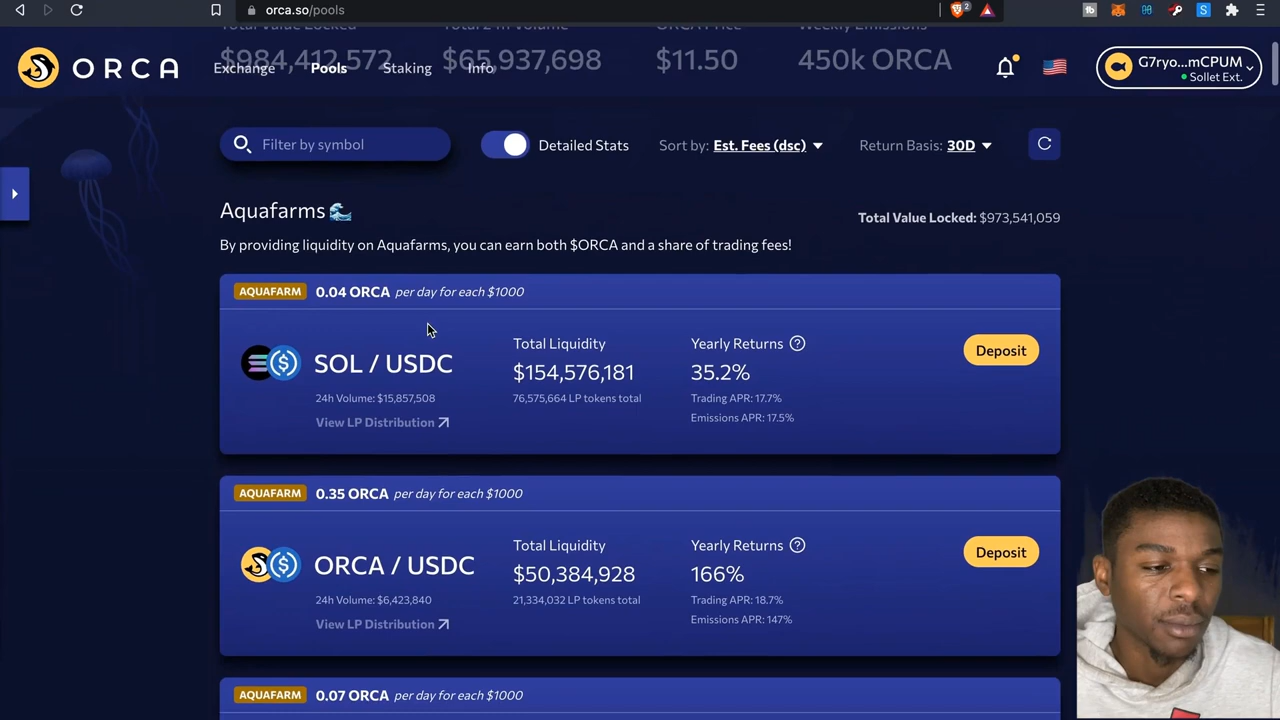 orca.so/pools
2
$984,412,572 $65,937,698 $11.50 450k ORCA
ORCA Exchange Pools Staking Info
G7ryo...mCPUM
Sollet Ext.
Filter by symbol
Detailed Stats
Sort by: Est. Fees (dsc)
Return Basis: 30D
Aquafarms
Total Value Locked: $973,541,059
By providing liquidity on Aquafarms, you can earn both $ORCA and a share of trading fees!
AQUAFARM 0.04 ORCA per day for each $1000
SOL / USDC
24h Volume: $15,857,508
View LP Distribution
Total Liquidity
$154,576,181
76,575,664 LP tokens total
Yearly Returns ?
35.2%
Trading APR: 17.7%
Emissions APR: 17.5%
Deposit
AQUAFARM 0.35 ORCA per day for each $1000
ORCA / USDC
24h Volume: $6,423,840
View LP Distribution
Total Liquidity
$50,384,928
21,334,032 LP tokens total
Yearly Returns ?
166%
Trading APR: 18.7%
Emissions APR: 147%
Deposit
AQUAFARM 0.07 ORCA per day for each $1000